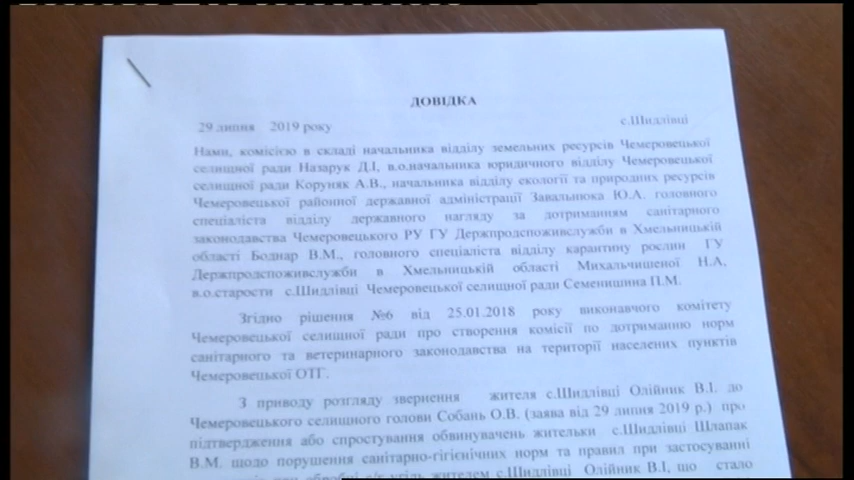 ДОВІДКА
29 липня 2019 року с.Шидлівці
Нами, комісією в складі начальника відділу земельних ресурсів Чемеровецької
селищної ради Назарук Д.І, в.о.начальника юридичного відділу Чемеровецької
селищної ради Коруняк А.В., начальника відділу екології та природних ресурсів
Чемеровецької районної державної адміністрації Завальнюка Ю.А. головного
спеціаліста відділу державного нагляду за дотриманням санітарного
законодавства Чемеровецького РУ ГУ Держпродспоживслужби в Хмельницькій
області Боднар В.М., головного спеціаліста відділу карантину рослин ГУ
Держпродспоживслужби в Хмельницькій області Михальчишеної Н.А,
в.о.старости с.Шидлівці Чемеровецької селищної ради Семенишина П.М.
Згідно рішення №6 від 25.01.2018 року виконавчого комітету
Чемеровецької селищної ради про створення комісії по дотриманню норм
санітарного та ветеринарного законодавства на території населених пунктів
Чемеровецької ОТГ.
З приводу розгляду звернення жителя с.Шидлівці Олійник В.І. до
Чемеровецького селищного голови Собань О.В. (заява від 29 липня 2019 р.) про
підтвердження або спростування обвинувачень жительки с.Шидлівці Шлапак
В.М. щодо порушення санітарно-гігієнічних норм та правил при застосуванні
при обробці с/г угідь жителем с.Шидлівці Олійник В.І, що стало